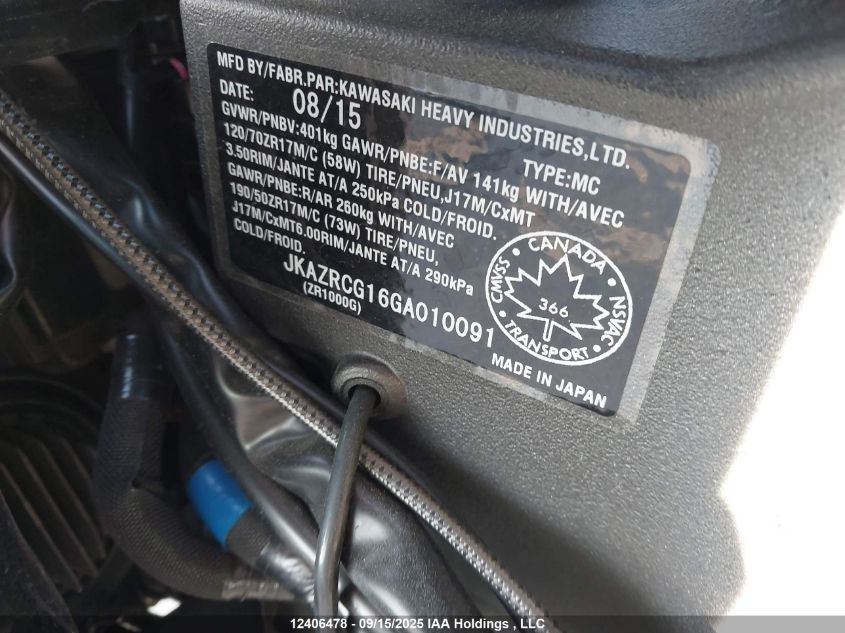 MFD BY/FABR.PAR:KAWASAKI HEAVY INDUSTRIES,LTD.
DATE: 08/15 TYPE:MC
GVWR/PNBV:401kg GAWR/PNBE:F/AV 141kg WITH/AVEC
120/70ZR17M/C (58W) TIRE/PNEU,J17M/CxMT
3.50RIM/JANTE AT/A 250kPa COLD/FROID.
GAWR/PNBE:R/AR 260kg WITH/AVEC
190/50ZR17M/C (73W) TIRE/PNEU,
J17M/CxMT6.00RIM/JANTE AT/A 290kPa
COLD/FROID.
JKAZRCG16GA010091
(ZR1000G)
CANADA
CMVSS
NSVAC
366
TRANSPORT
MADE IN JAPAN
12406478 - 09/15/2025 IAA Holdings , LLC